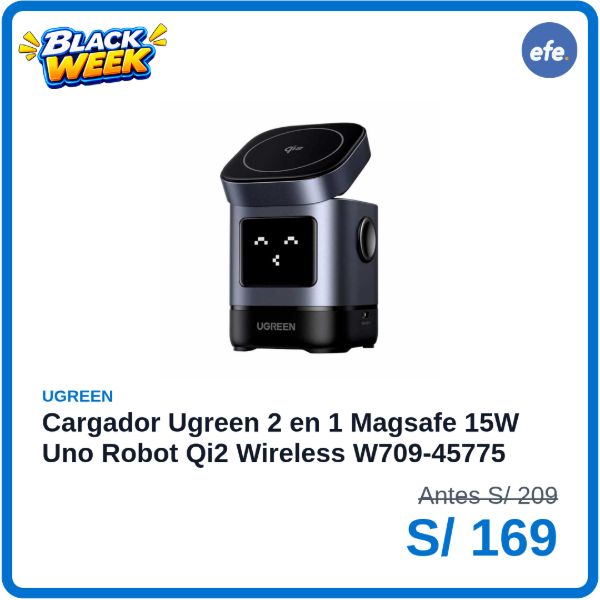 BLACK
WEEK
efe.
Qi2
UGREEN
UGREEN
Cargador Ugreen 2 en 1 Magsafe 15W
Uno Robot Qi2 Wireless W709-45775
Antes S/ 209
S/ 169